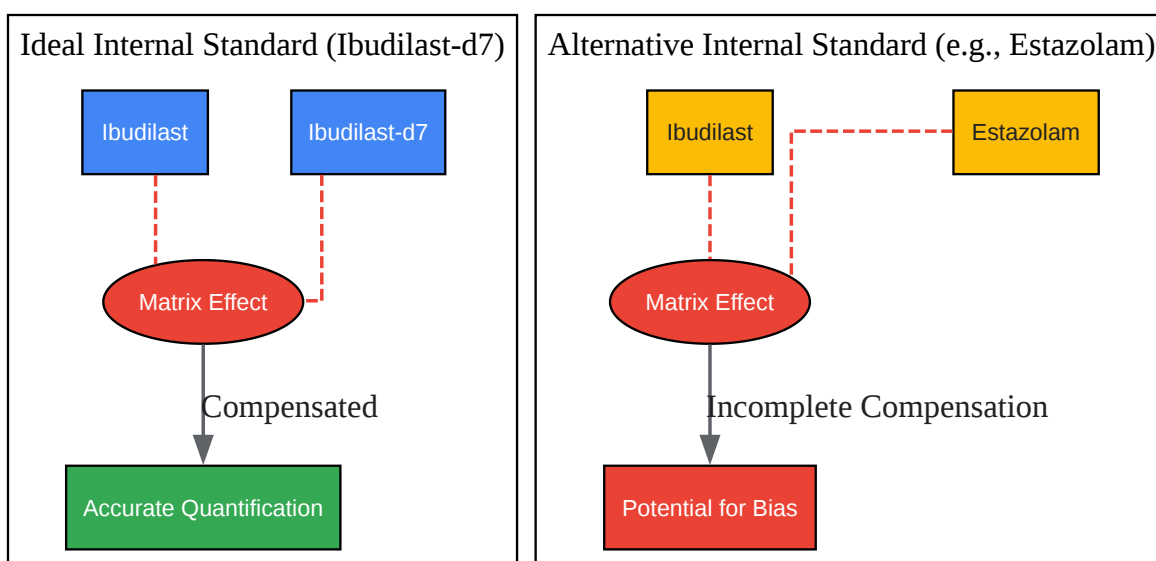 Ideal Internal Standard (Ibudilast-d7)
Ibudilast
Ibudilast-d7
Matrix Effect
Compensated
Accurate Quantification
Alternative Internal Standard (e.g., Estazolam)
Ibudilast
Estazolam
Matrix Effect
Incomplete Compensation
Potential for Bias